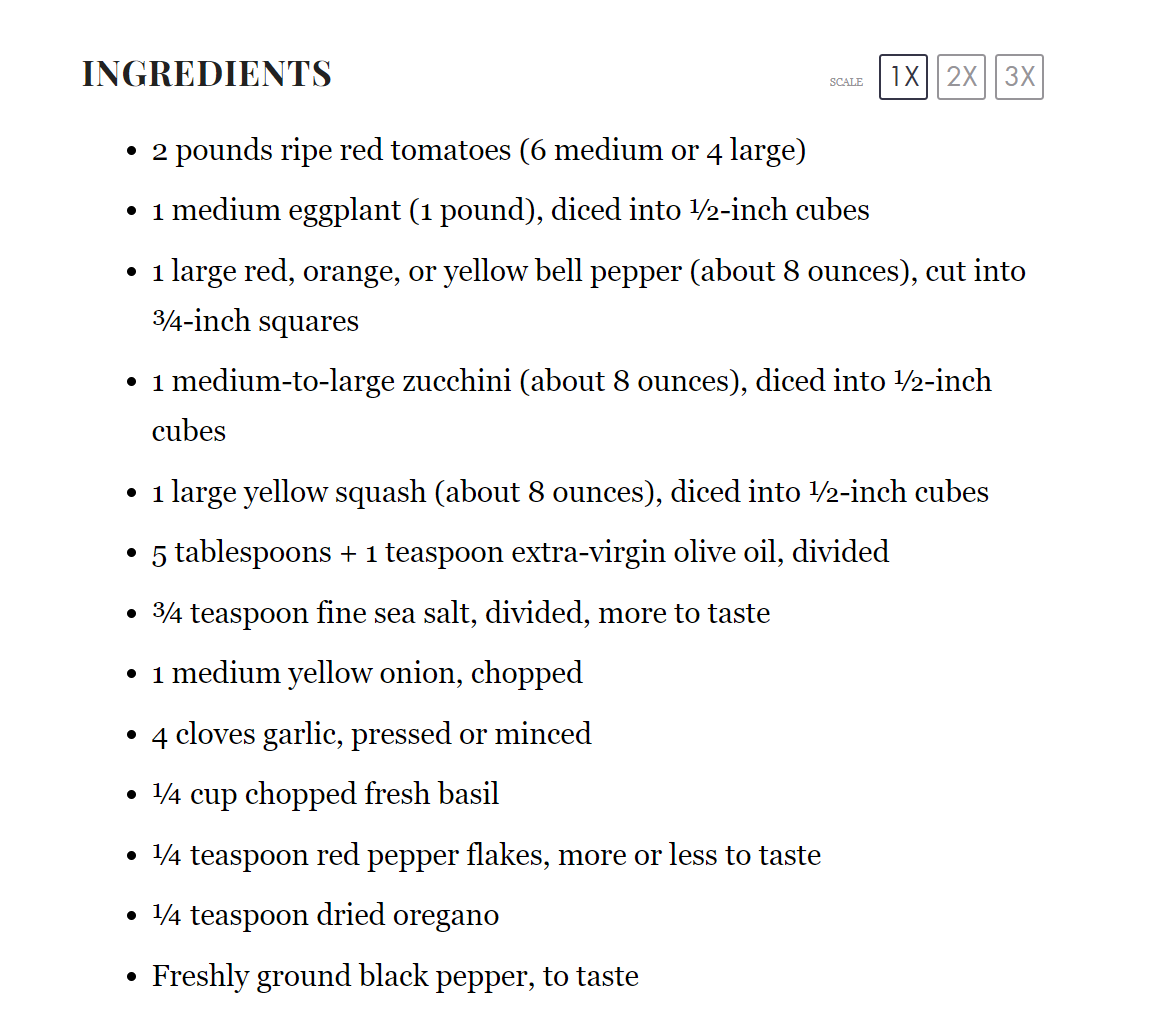 INGREDIENTS
SCALE 1X 2X 3X
• 2 pounds ripe red tomatoes (6 medium or 4 large)
• 1 medium eggplant (1 pound), diced into ½-inch cubes
• 1 large red, orange, or yellow bell pepper (about 8 ounces), cut into
¾-inch squares
• 1 medium-to-large zucchini (about 8 ounces), diced into ½-inch
cubes
• 1 large yellow squash (about 8 ounces), diced into ½-inch cubes
• 5 tablespoons + 1 teaspoon extra-virgin olive oil, divided
• ¾ teaspoon fine sea salt, divided, more to taste
• 1 medium yellow onion, chopped
• 4 cloves garlic, pressed or minced
• ¼ cup chopped fresh basil
• ¼ teaspoon red pepper flakes, more or less to taste
• ¼ teaspoon dried oregano
• Freshly ground black pepper, to taste